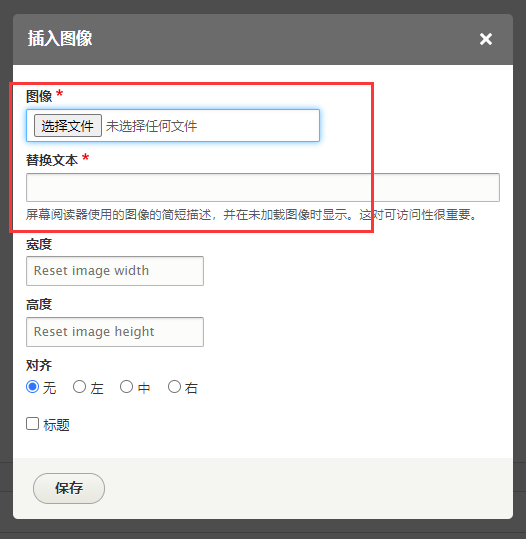 插入图像 ×
图像 *
选择文件 未选择任何文件
替换文本 *
屏幕阅读器使用的图像的简短描述，并在未加载图像时显示。这对可访问性很重要。
宽度
Reset image width
高度
Reset image height
对齐
无 左 中 右
标题
保存